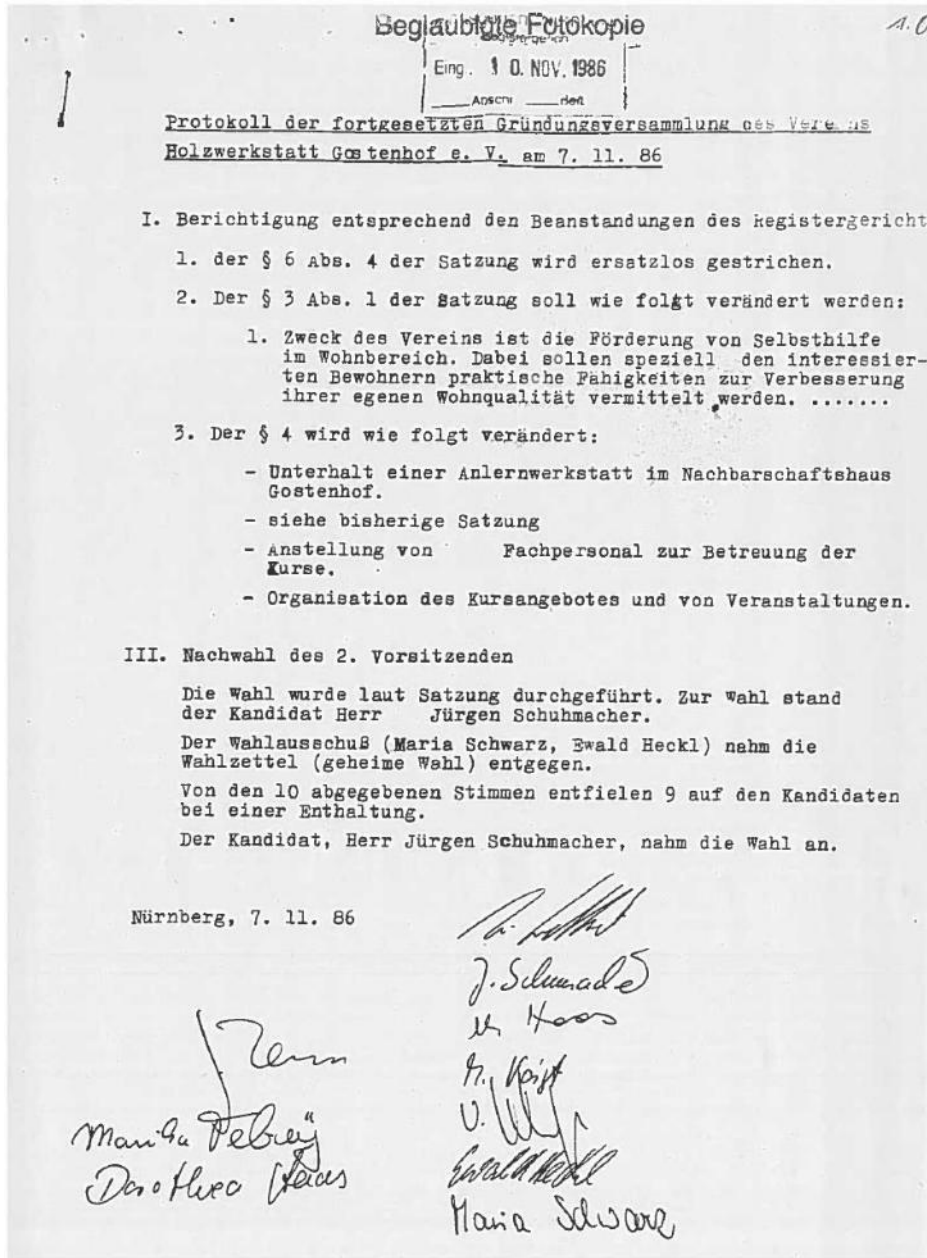 Beglaubigte Fotokopie
Eing. 10. NOV. 1986
Protokoll der fortgesetzten Gründungsversammlung des Vereins
Holzwerkstatt Gostenhof e. V. am 7. 11. 86
I. Berichtigung entsprechend den Beanstandungen des Registergericht
1. der § 6 Abs. 4 der Satzung wird ersatzlos gestrichen.
2. Der § 3 Abs. 1 der Satzung soll wie folgt verändert werden:
1. Zweck des Vereins ist die Förderung von Selbsthilfe
im Wohnbereich. Dabei sollen speziell den interessier-
ten Bewohnern praktische Fähigkeiten zur Verbesserung
ihrer egenen Wohnqualität vermittelt werden. .......
3. Der § 4 wird wie folgt verändert:
- Unterhalt einer Anlernwerkstatt im Nachbarschaftshaus
Gostenhof.
- siehe bisherige Satzung
- Anstellung von Fachpersonal zur Betreuung der
Kurse.
- Organisation des Kursangebotes und von Veranstaltungen.
III. Nachwahl des 2. Vorsitzenden
Die Wahl wurde laut Satzung durchgeführt. Zur Wahl stand
der Kandidat Herr Jürgen Schuhmacher.
Der Wahlausschuß (Maria Schwarz, Ewald Heckl) nahm die
Wahlzettel (geheime Wahl) entgegen.
Von den 10 abgegebenen Stimmen entfielen 9 auf den Kandidaten
bei einer Enthaltung.
Der Kandidat, Herr Jürgen Schuhmacher, nahm die Wahl an.
Nürnberg, 7. 11. 86
Haas
Dorothea Haas
Ewald Heckl
Maria Schwarz